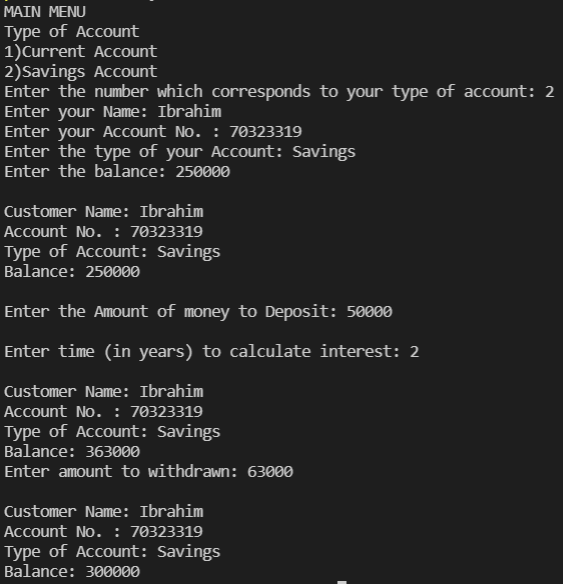 MAIN MENU
Type of Account
1)Current Account
2)Savings Account
Enter the number which corresponds to your type of account: 2
Enter your Name: Ibrahim
Enter your Account No. : 70323319
Enter the type of your Account: Savings
Enter the balance: 250000
Customer Name: Ibrahim
Account No. : 70323319
Type of Account: Savings
Balance: 250000
Enter the Amount of money to Deposit: 50000
Enter time (in years) to calculate interest: 2
Customer Name: Ibrahim
Account No. : 70323319
Type of Account: Savings
Balance: 363000
Enter amount to withdrawn: 63000
Customer Name: Ibrahim
Account No. : 70323319
Type of Account: Savings
Balance: 300000